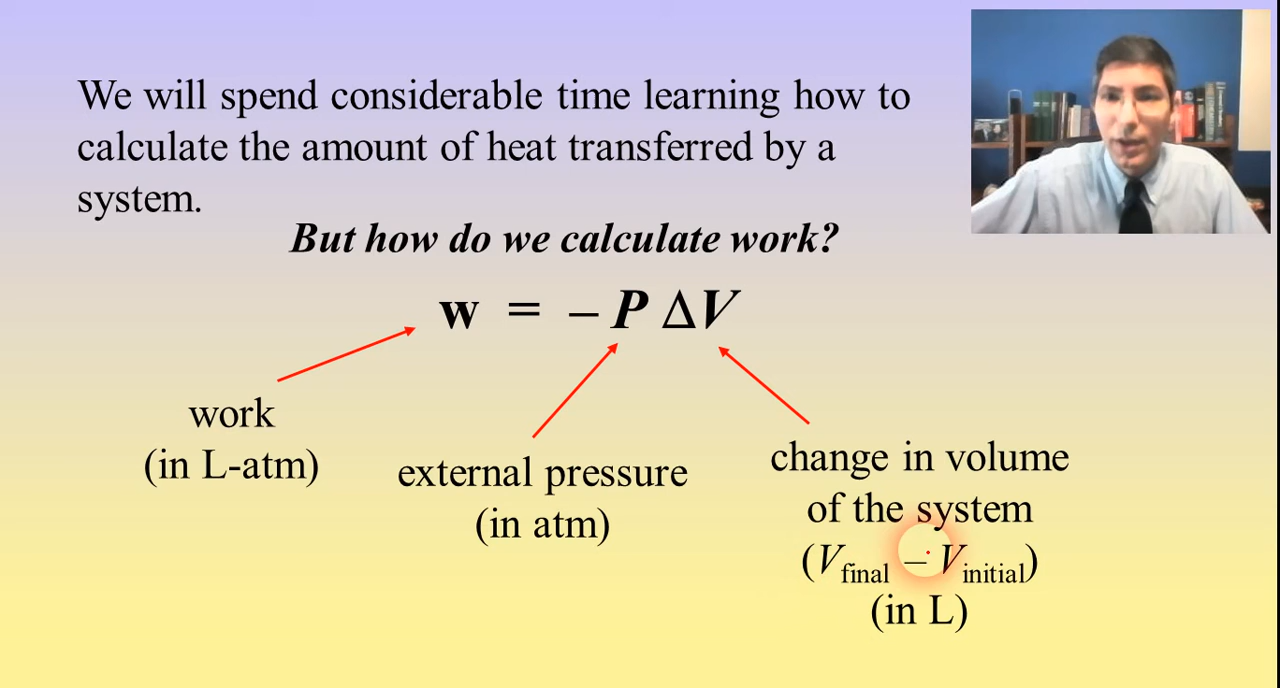 We will spend considerable time learning how to
calculate the amount of heat transferred by a
system.
But how do we calculate work?
w = – P ΔV
work
(in L-atm)
external pressure
(in atm)
change in volume
of the system
(Vfinal – Vinitial)
(in L)